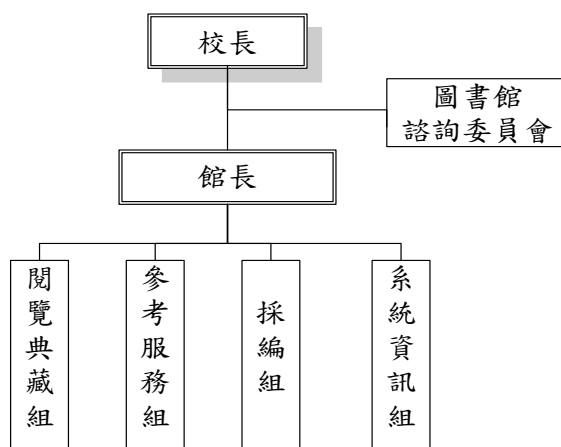 校長
圖書館
諮詢委員會
館長
閱覽典藏組
參考服務組
採編組
系統資訊組